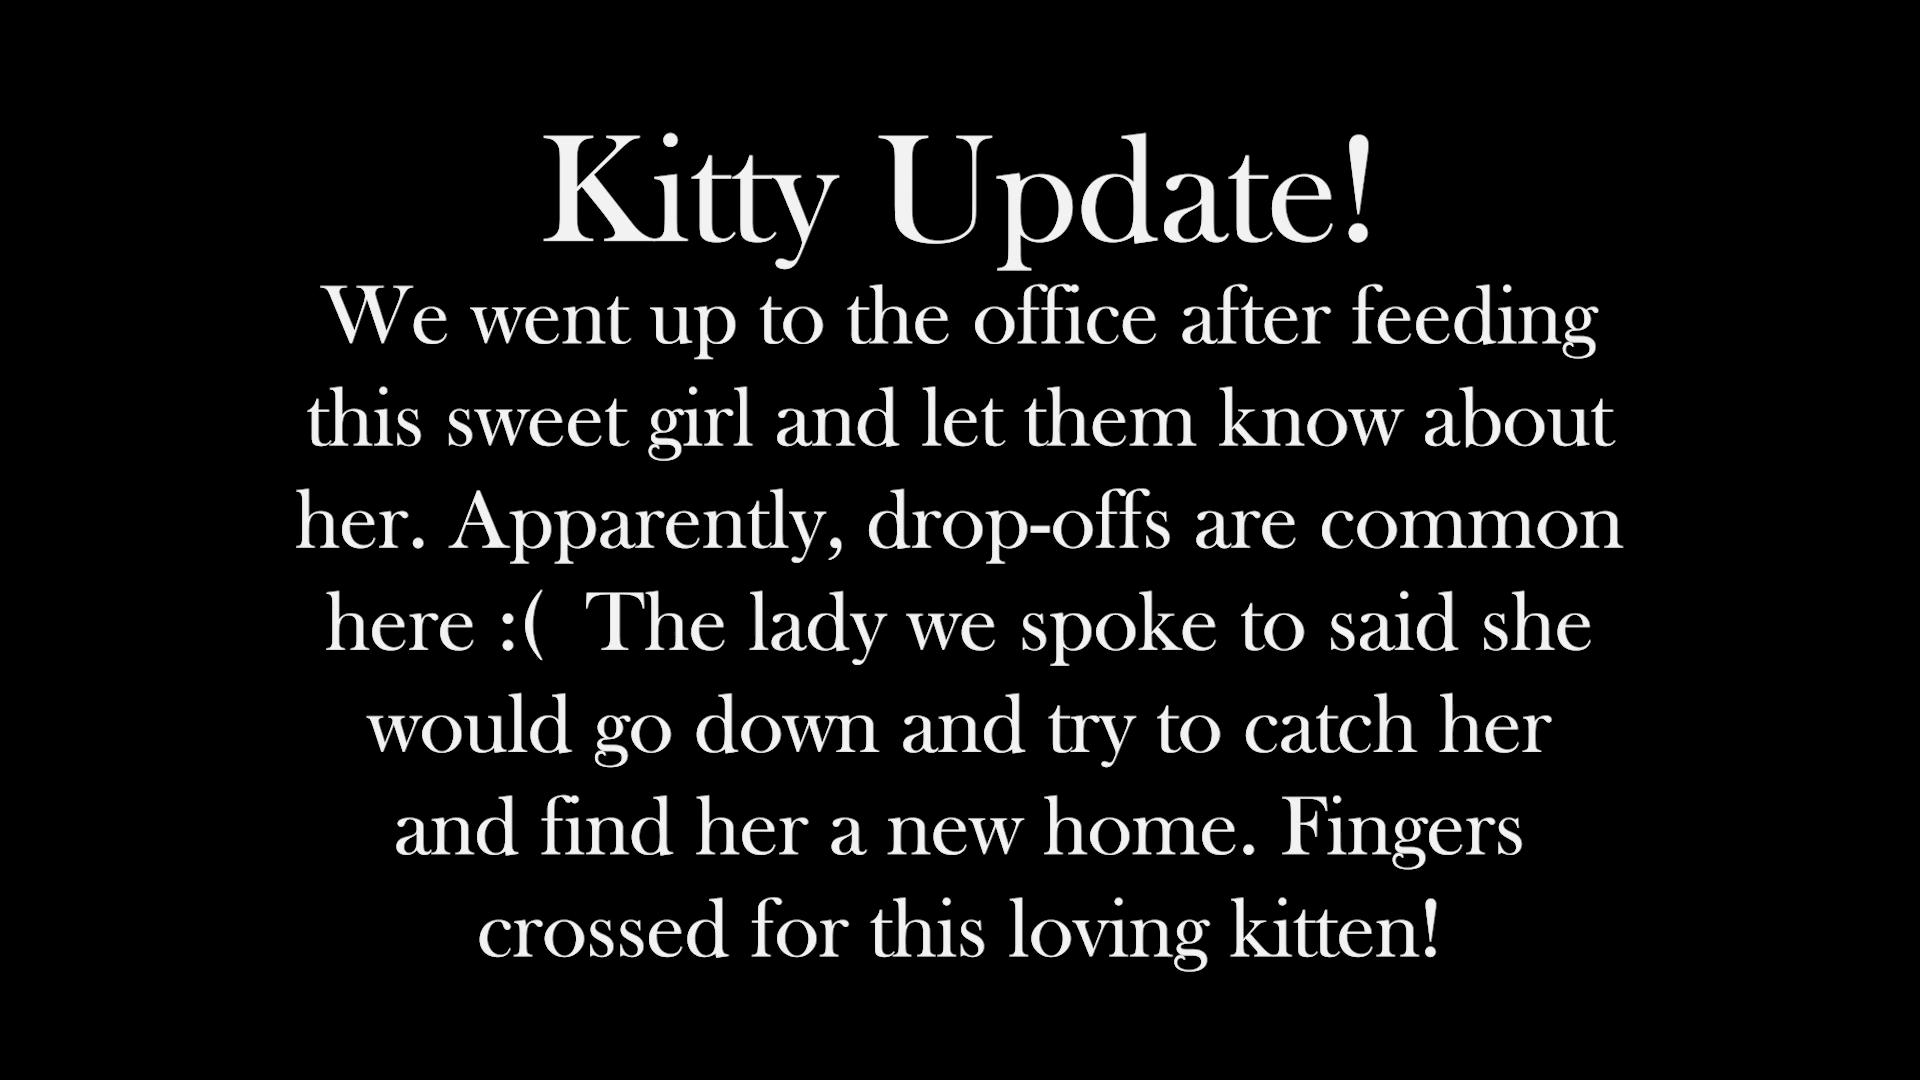 Kitty Update!
We went up to the office after feeding
this sweet girl and let them know about
her. Apparently, drop-offs are common
here :(  The lady we spoke to said she
would go down and try to catch her
and find her a new home. Fingers
crossed for this loving kitten!